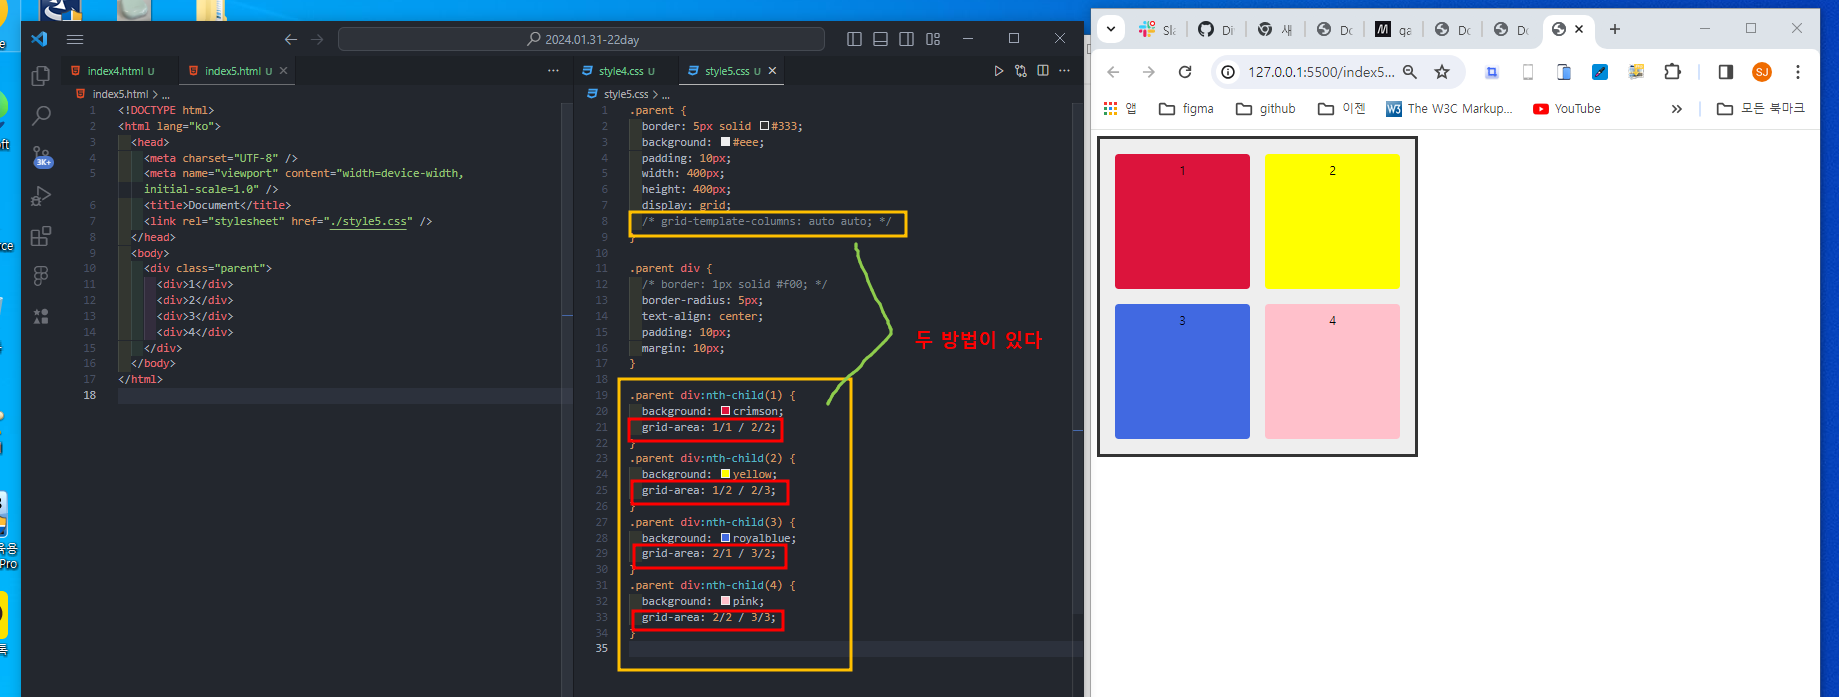 2024.01.31-22day
index4.html U
index5.html U
style4.css U
style5.css U
index5.html > ...
style5.css > ...
3K+
1 <!DOCTYPE html>
2 <html lang="ko">
3 <head>
4 <meta charset="UTF-8" />
5 <meta name="viewport" content="width=device-width,
initial-scale=1.0" />
6 <title>Document</title>
7 <link rel="stylesheet" href="./style5.css" />
8 </head>
9 <body>
10 <div class="parent">
11 <div>1</div>
12 <div>2</div>
13 <div>3</div>
14 <div>4</div>
15 </div>
16 </body>
17 </html>
18
1 .parent {
2 border: 5px solid #333;
3 background: #eee;
4 padding: 10px;
5 width: 400px;
6 height: 400px;
7 display: grid;
8 /* grid-template-columns: auto auto; */
9 }
10
11 .parent div {
12 /* border: 1px solid #f00; */
13 border-radius: 5px;
14 text-align: center;
15 padding: 10px;
16 margin: 10px;
17 }
18
19 .parent div:nth-child(1) {
20 background: crimson;
21 grid-area: 1/1 / 2/2;
22 }
23 .parent div:nth-child(2) {
24 background: yellow;
25 grid-area: 1/2 / 2/3;
26 }
27 .parent div:nth-child(3) {
28 background: royalblue;
29 grid-area: 2/1 / 3/2;
30 }
31 .parent div:nth-child(4) {
32 background: pink;
33 grid-area: 2/2 / 3/3;
34 }
35
두 방법이 있다
Sla
Di
새
Do
qa
Do
Do
127.0.0.1:5500/index5...
SJ
앱
figma
github
이젠
W3
The W3C Markup...
YouTube
모든 북마크
1
2
3
4
Pro